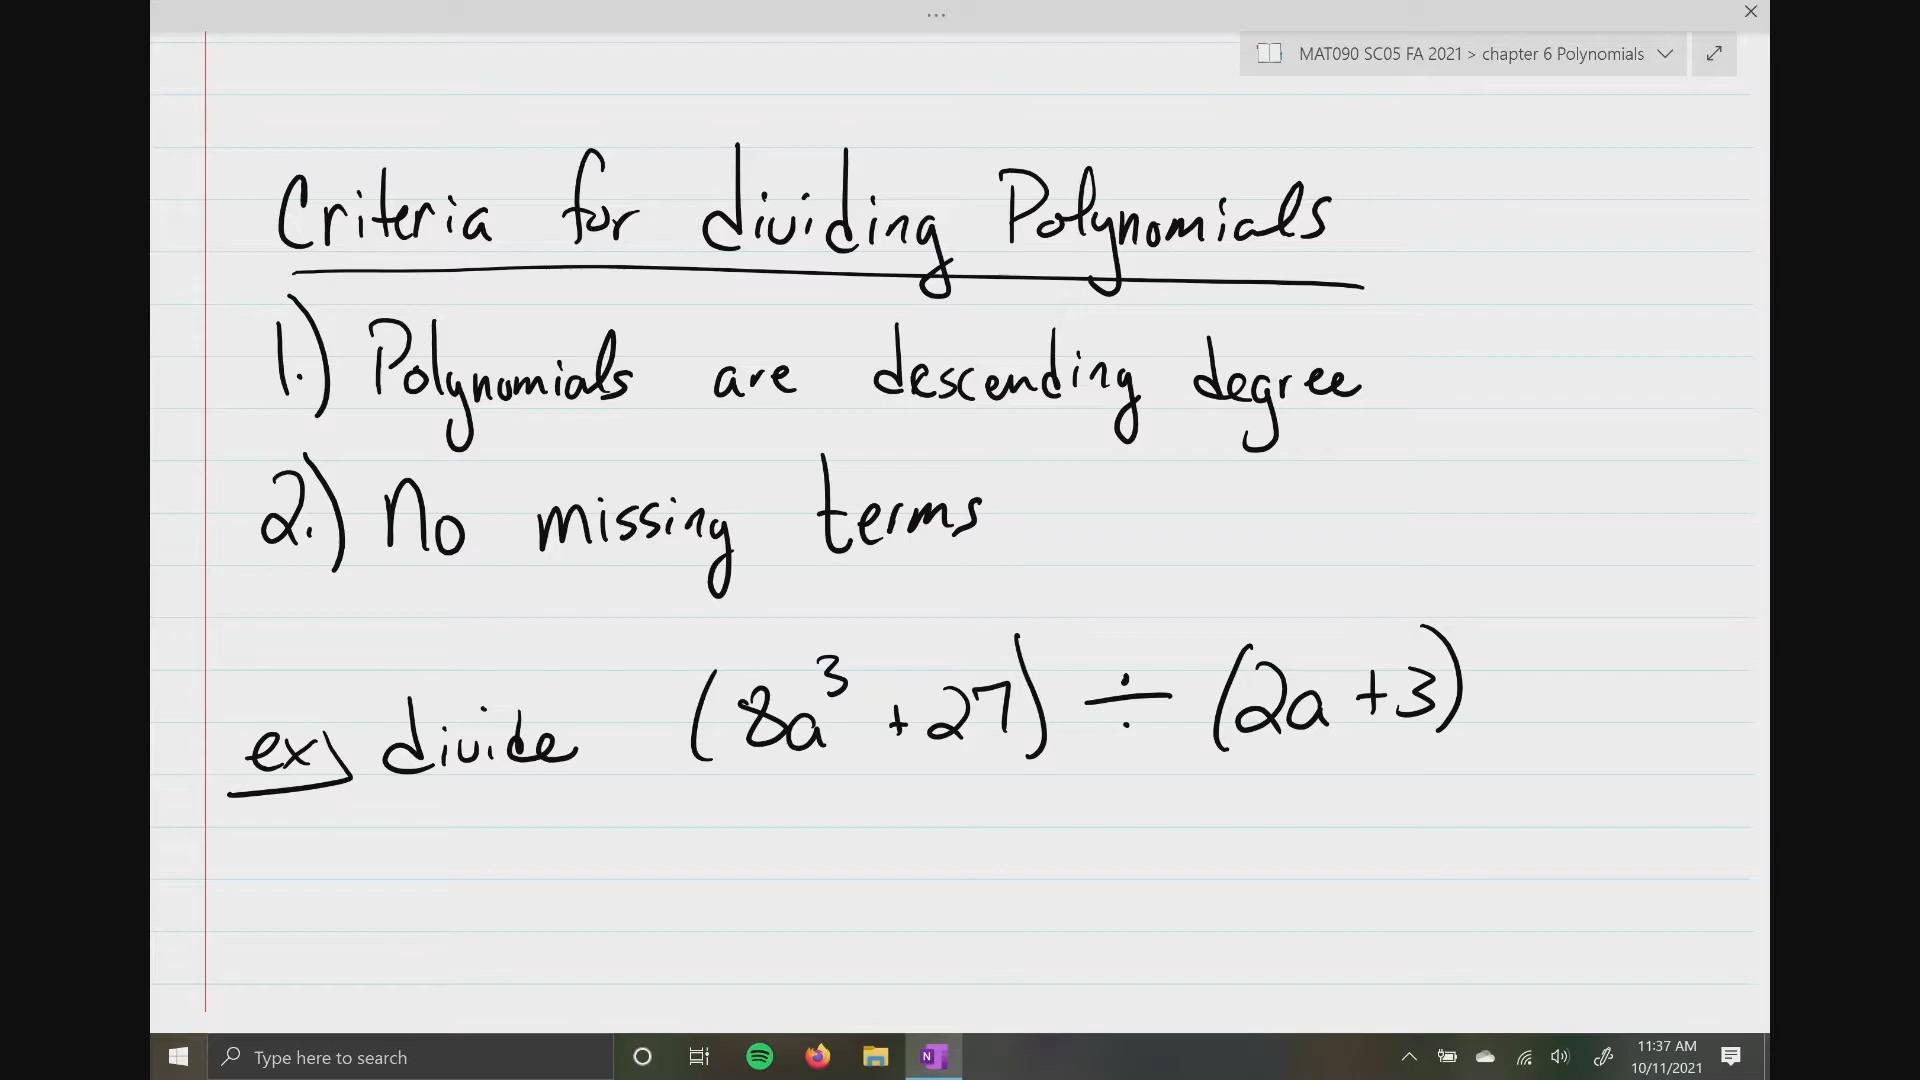 ...
MAT090 SC05 FA 2021 > chapter 6 Polynomials
Criteria for dividing Polynomials
1.) Polynomials are descending degree
2.) No missing terms
ex) divide (8a³ + 27) ÷ (2a + 3)
Type here to search
N
11:37 AM
10/11/2021